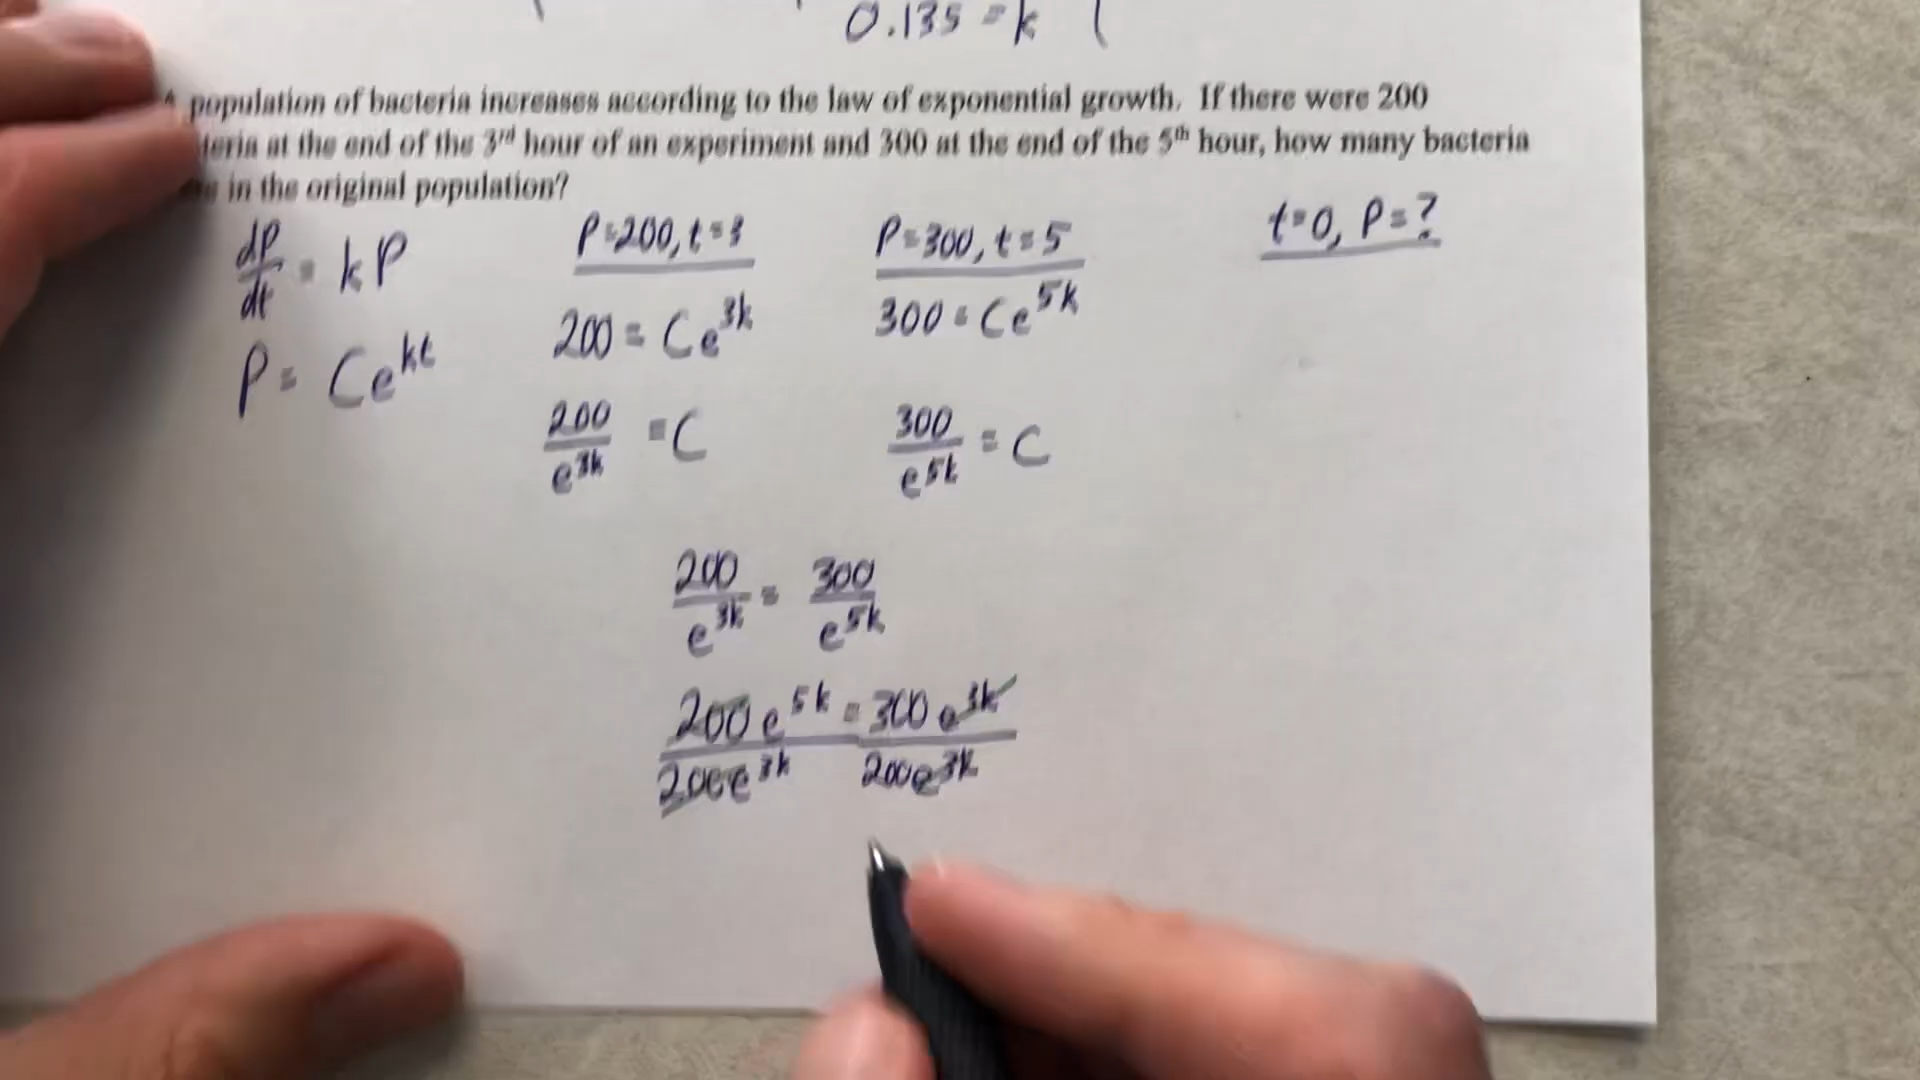 0.135 = k
population of bacteria increases according to the law of exponential growth. If there were 200
teria at the end of the 3rd hour of an experiment and 300 at the end of the 5th hour, how many bacteria
in the original population?
dP/dt = kP
P = Ce^kt
P=200, t=3
200 = Ce^3k
200/e^3k = C
P=300, t=5
300 = Ce^5k
300/e^5k = C
t=0, P=?
200/e^3k = 300/e^5k
200e^5k = 300e^3k
200e^3k 200e^3k